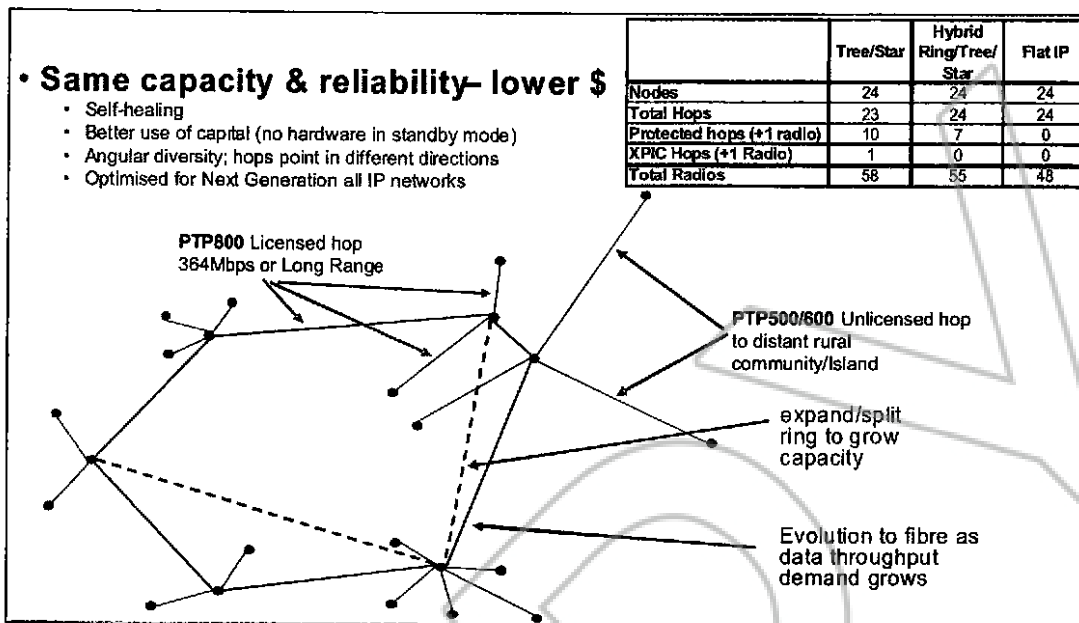 • Same capacity & reliability– lower $
• Self-healing
• Better use of capital (no hardware in standby mode)
• Angular diversity; hops point in different directions
• Optimised for Next Generation all IP networks
Tree/Star Hybrid Ring/Tree/Star Flat IP
Nodes 24 24 24
Total Hops 23 24 24
Protected hops (+1 radio) 10 7 0
XPIC Hops (+1 Radio) 1 0 0
Total Radios 58 55 48
PTP800 Licensed hop
364Mbps or Long Range
PTP500/600 Unlicensed hop
to distant rural
community/Island
expand/split
ring to grow
capacity
Evolution to fibre as
data throughput
demand grows